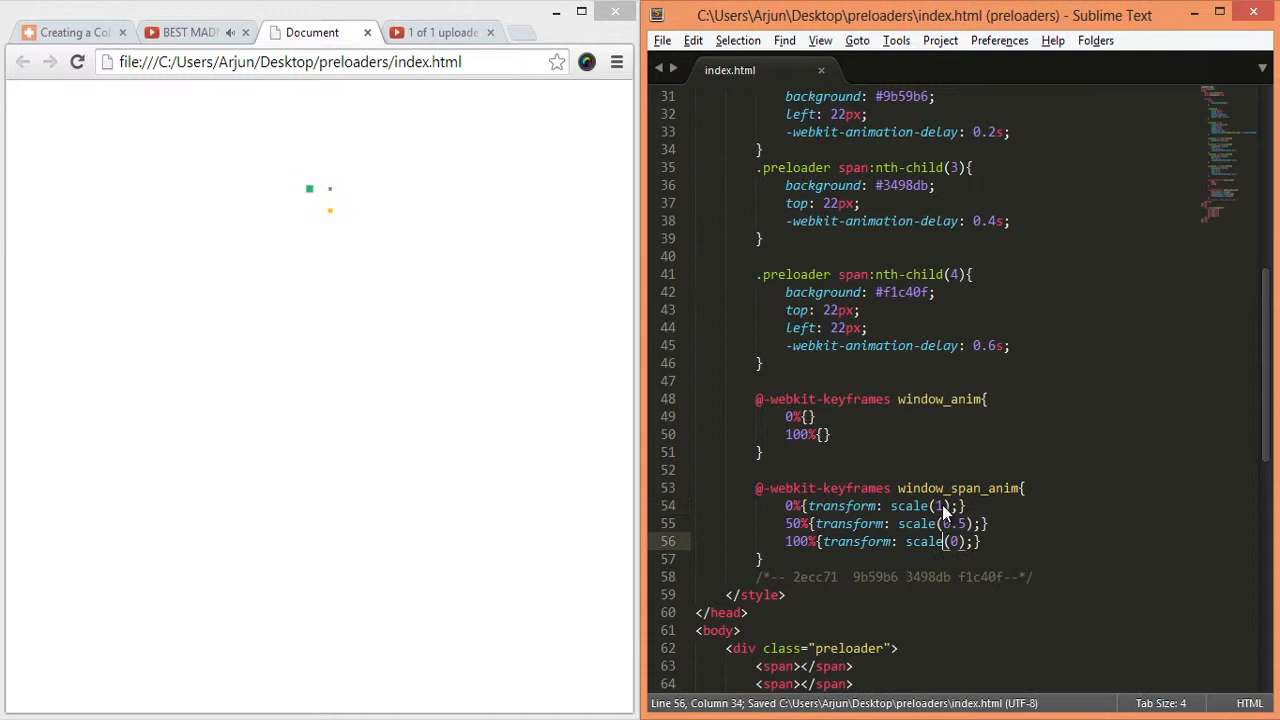 Creating a Co
BEST MAD
Document
1 of 1 uploade
file:///C:/Users/Arjun/Desktop/preloaders/index.html
C:\Users\Arjun\Desktop\preloaders\index.html (preloaders) - Sublime Text
File Edit Selection Find View Goto Tools Project Preferences Help Folders
index.html
31 background: #9b59b6;
32 left: 22px;
33 -webkit-animation-delay: 0.2s;
34 }
35 .preloader span:nth-child(3){
36 background: #3498db;
37 top: 22px;
38 -webkit-animation-delay: 0.4s;
39 }
40
41 .preloader span:nth-child(4){
42 background: #f1c40f;
43 top: 22px;
44 left: 22px;
45 -webkit-animation-delay: 0.6s;
46 }
47
48 @-webkit-keyframes window_anim{
49 0%{}
50 100%{}
51 }
52
53 @-webkit-keyframes window_span_anim{
54 0%{transform: scale(1);}
55 50%{transform: scale(0.5);}
56 100%{transform: scale(0);}
57 }
58 /*-- 2ecc71 9b59b6 3498db f1c40f--*/
59 </style>
60 </head>
61 <body>
62 <div class="preloader">
63 <span></span>
64 <span></span>
Line 56, Column 34; Saved C:\Users\Arjun\Desktop\preloaders\index.html (UTF-8)
Tab Size: 4
HTML